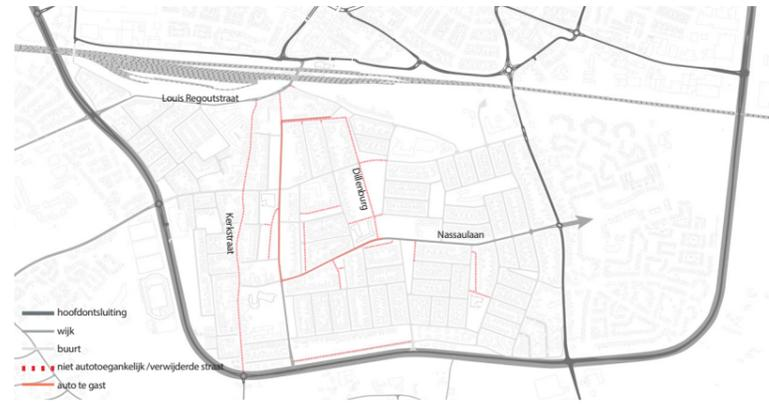 Louis Regoutstraat
Dillenburg
Kerkstraat
Nassaulaan
hoofdontsluiting
wijk
buurt
niet autotoegankelijk /verwijderde straat
auto te gast